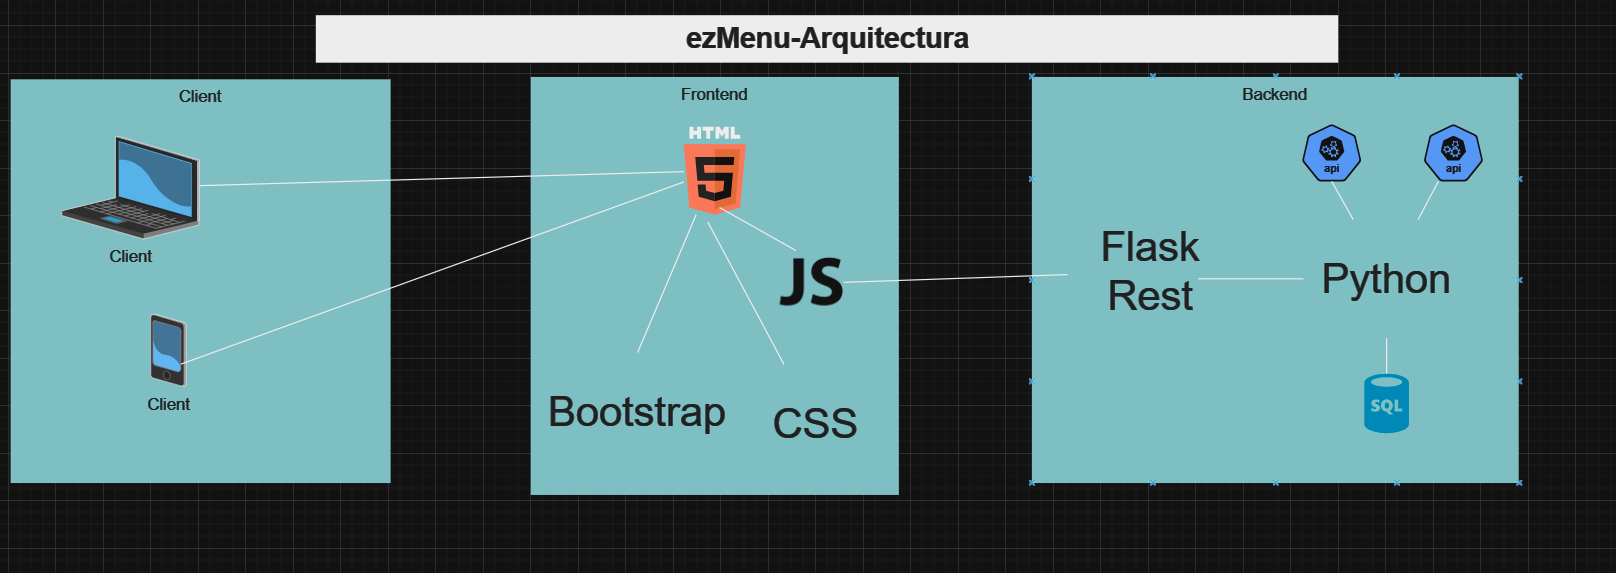 ezMenu-Arquitectura
Client
Client
Client
Frontend
HTML
5
JS
Bootstrap
CSS
Backend
api
api
Flask
Rest
Python
SQL